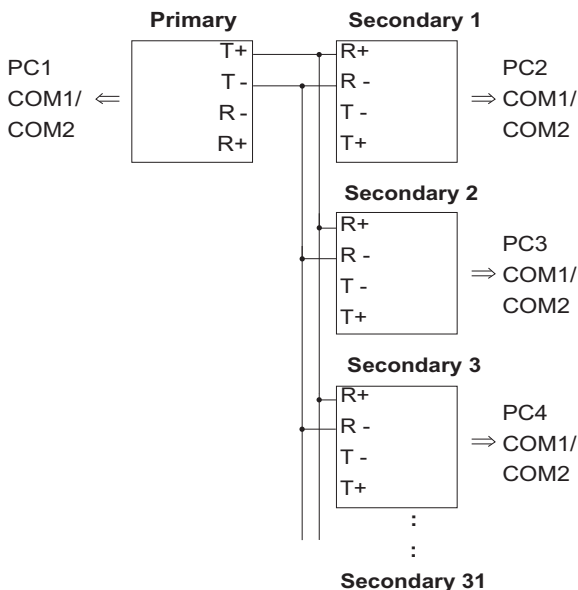 Primary
T+
T -
R -
R+
PC1
COM1/ ⇐
COM2
Secondary 1
R+
R -
T -
T+
PC2
⇒ COM1/
COM2
Secondary 2
R+
R -
T -
T+
PC3
⇒ COM1/
COM2
Secondary 3
R+
R -
T -
T+
PC4
⇒ COM1/
COM2
:
:
Secondary 31